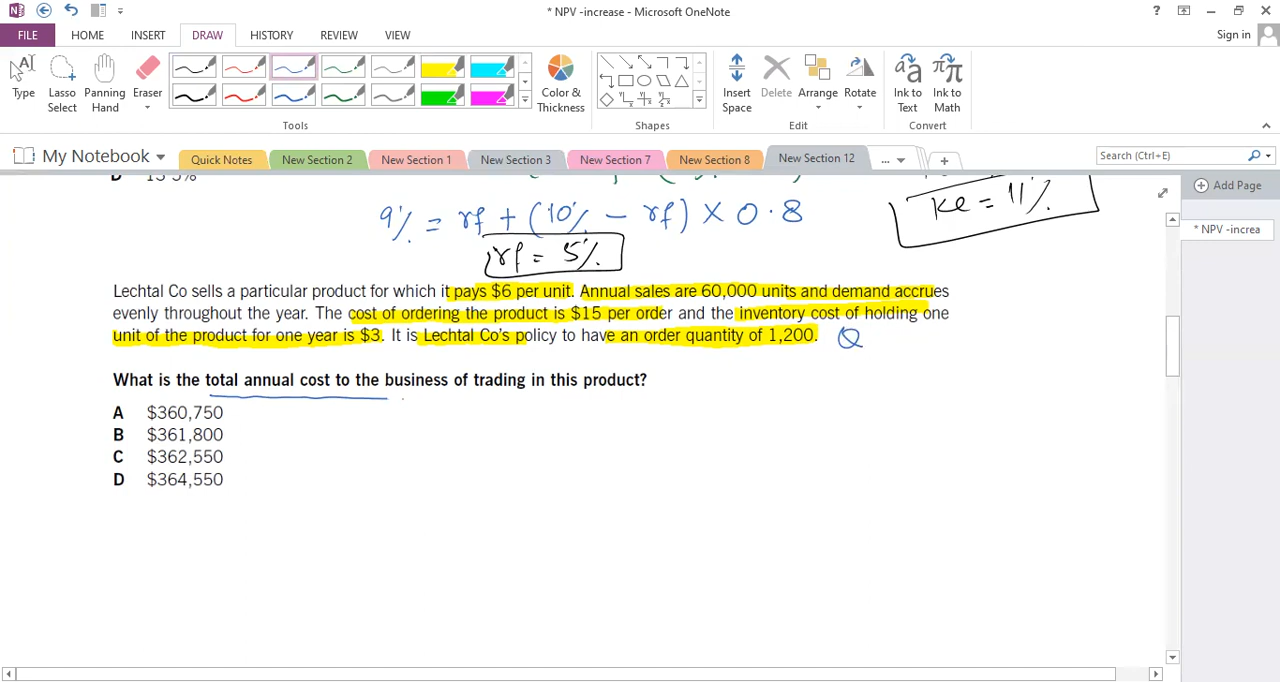 * NPV -increase - Microsoft OneNote
?
FILE HOME INSERT DRAW HISTORY REVIEW VIEW
Sign in
Type
Lasso Select
Panning Hand
Eraser
Color & Thickness
Insert Space
Delete
Arrange
Rotate
Ink to Text
Ink to Math
Tools
Shapes
Edit
Convert
My Notebook
Quick Notes
New Section 2
New Section 1
New Section 3
New Section 7
New Section 8
New Section 12
...
+
Search (Ctrl+E)
Add Page
* NPV -increa
ke = 11%
9% = rf + (10% - rf) × 0.8
rf = 5%
Lechtal Co sells a particular product for which it pays $6 per unit. Annual sales are 60,000 units and demand accrues
evenly throughout the year. The cost of ordering the product is $15 per order and the inventory cost of holding one
unit of the product for one year is $3. It is Lechtal Co's policy to have an order quantity of 1,200. Q
What is the total annual cost to the business of trading in this product?
A $360,750
B $361,800
C $362,550
D $364,550